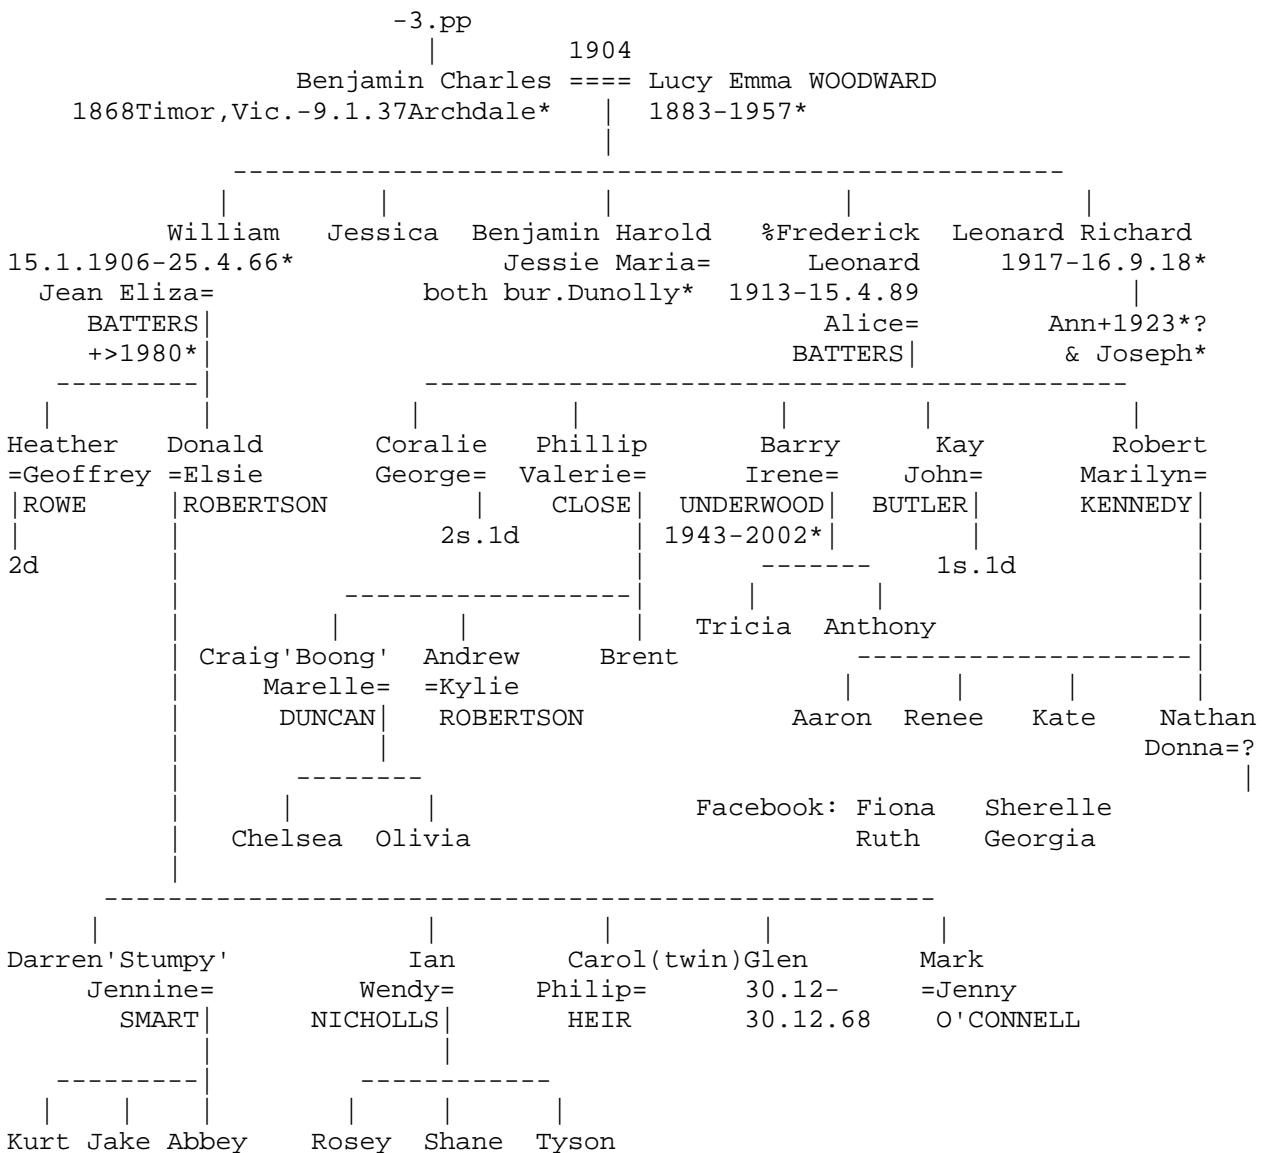 -3.pp
1904
Benjamin Charles ==== Lucy Emma WOODWARD
1868Timor,Vic.-9.1.37Archdale* | 1883-1957*
William Jessica Benjamin Harold %Frederick Leonard Richard
15.1.1906-25.4.66* Jessie Maria= Leonard 1917-16.9.18*
Jean Eliza= both bur.Dunolly* 1913-15.4.89 |
BATTERS| Alice= Ann+1923*?
+>1980*| BATTERS| & Joseph*
Heather Donald Coralie Phillip Barry Kay Robert
=Geoffrey =Elsie George= Valerie= Irene= John= Marilyn=
|ROWE |ROBERTSON | CLOSE| UNDERWOOD| BUTLER| KENNEDY|
| | 2s.1d | 1943-2002*| | |
2d | | ------- 1s.1d |
| | | Tricia Anthony |
| Craig'Boong' Andrew Brent ---------------------|
| Marelle= =Kylie | | | |
| DUNCAN| ROBERTSON Aaron Renee Kate Nathan
| | Donna=?
| | | Facebook: Fiona Sherelle
| Chelsea Olivia Ruth Georgia
Darren'Stumpy' Ian Carol(twin)Glen Mark
Jennine= Wendy= Philip= 30.12- =Jenny
SMART| NICHOLLS| HEIR 30.12.68 O'CONNELL
Kurt Jake Abbey Rosey Shane Tyson